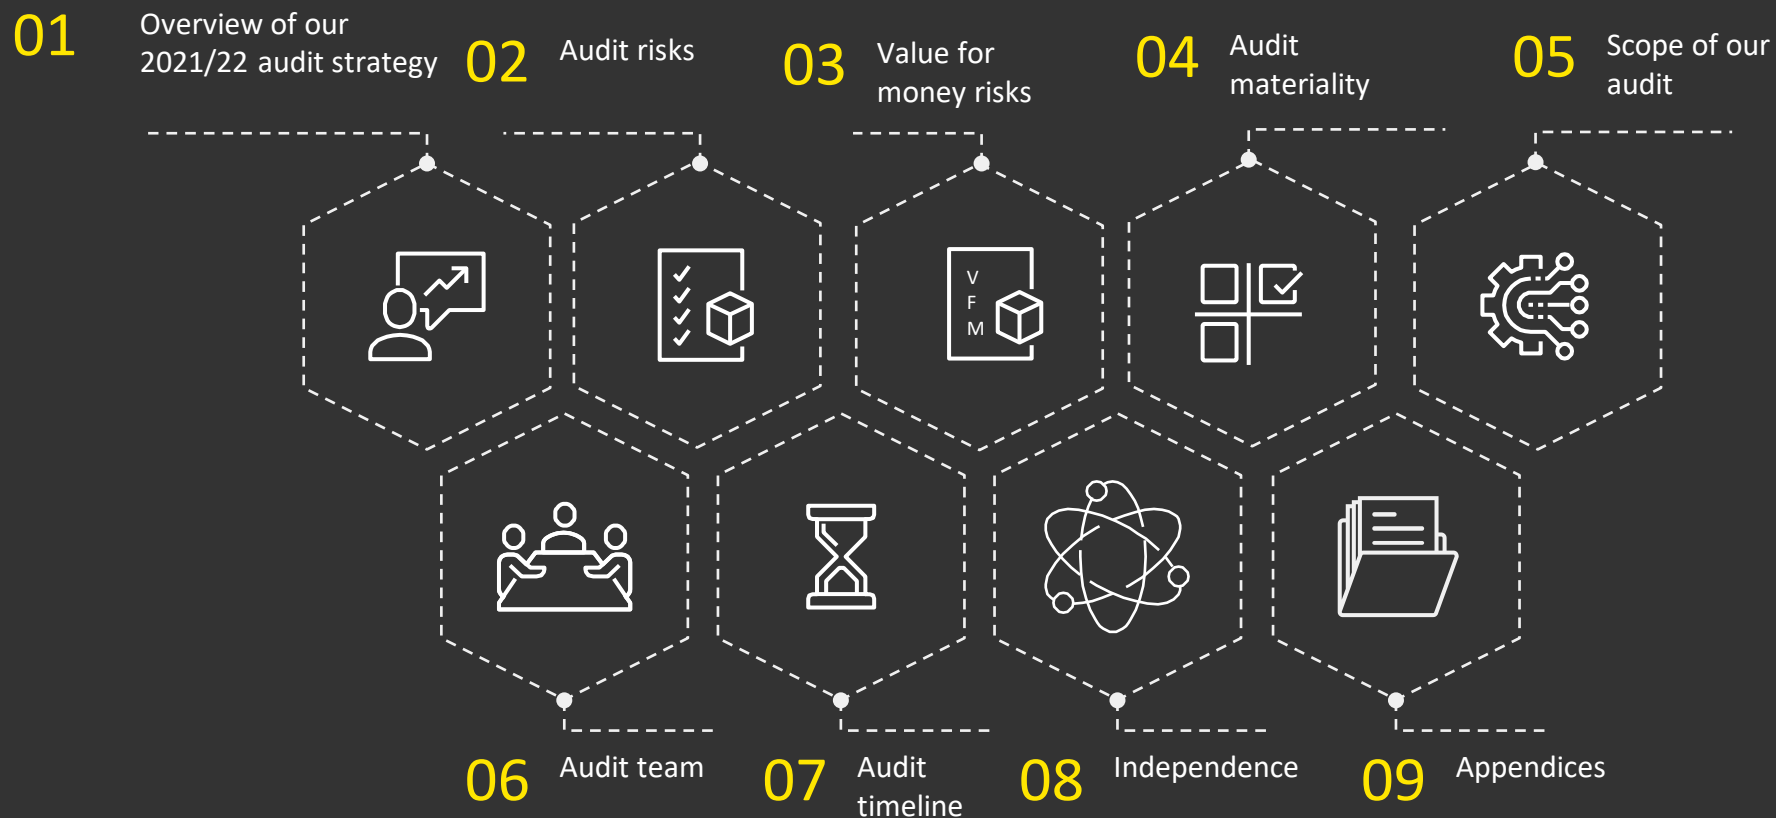 01
Overview of our
2021/22 audit strategy
02
Audit risks
03
Value for
money risks
04
Audit
materiality
05
Scope of our
audit
V
F
M
06
Audit team
07
Audit
timeline
08
Independence
09
Appendices